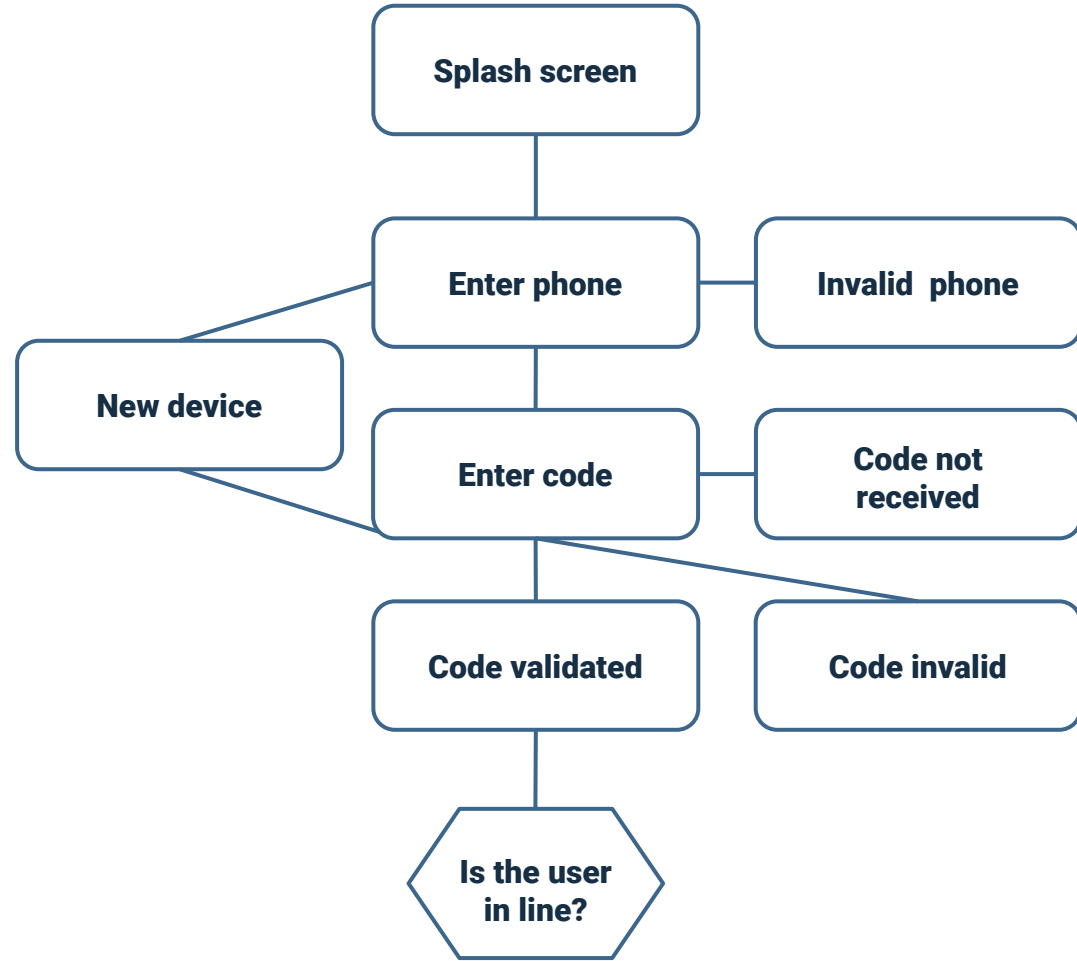 Splash screen
Enter phone
Invalid  phone
New device
Enter code
Code not
received
Code validated
Code invalid
Is the user
in line?